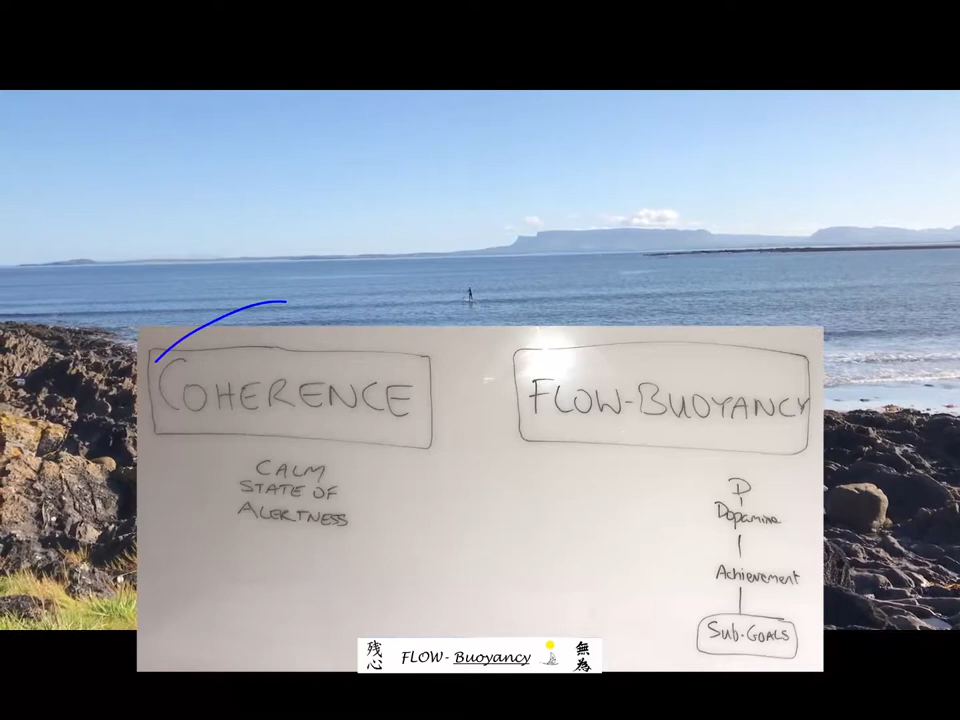 COHERENCE
FLOW-BUOYANCY
CALM
STATE OF
ALERTNESS
D
Dopamine
Achievement
SUB-GOALS
残心
FLOW-Buoyancy
無為